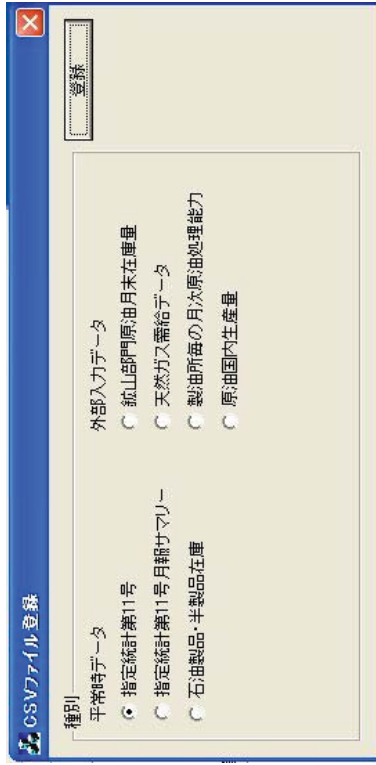 CSVファイル登録
種別
平常時データ
指定統計第11号
指定統計第11号月報サマリー
石油製品・半製品在庫
外部入力データ
鉱山部門原油月末在庫量
天然ガス需給データ
製油所毎の月次原油処理能力
原油国内生産量
登録